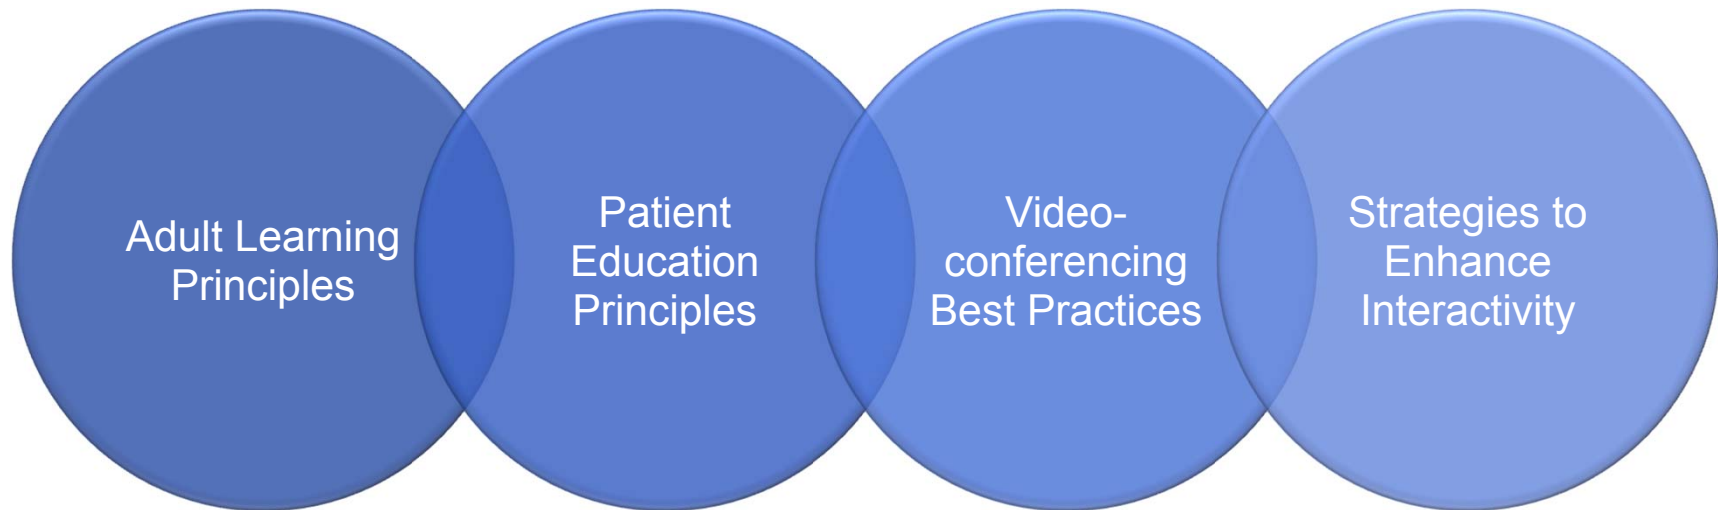 Adult Learning
Principles
Patient
Education
Principles
Video-
conferencing
Best Practices
Strategies to
Enhance
Interactivity